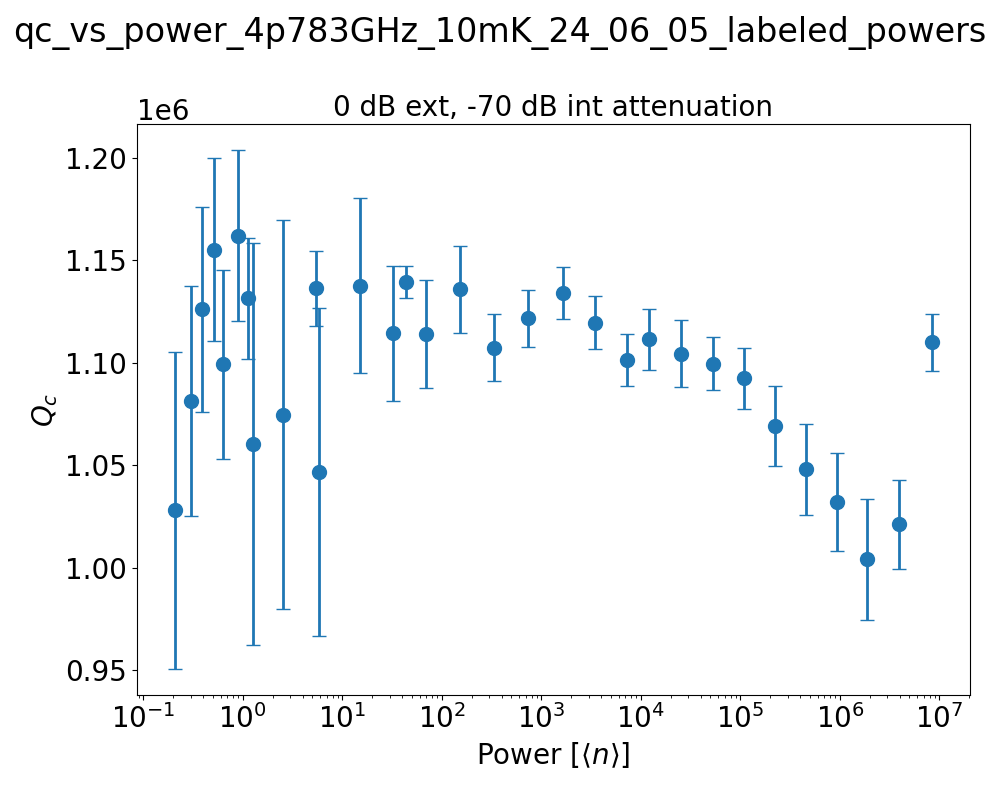 qc_vs_power_4p783GHz_10mK_24_06_05_labeled_powers
0 dB ext, -70 dB int attenuation
1e6
1.20
1.15
1.10
1.05
1.00
0.95
Q_c
10^{-1} 10^0 10^1 10^2 10^3 10^4 10^5 10^6 10^7
Power [⟨n⟩]